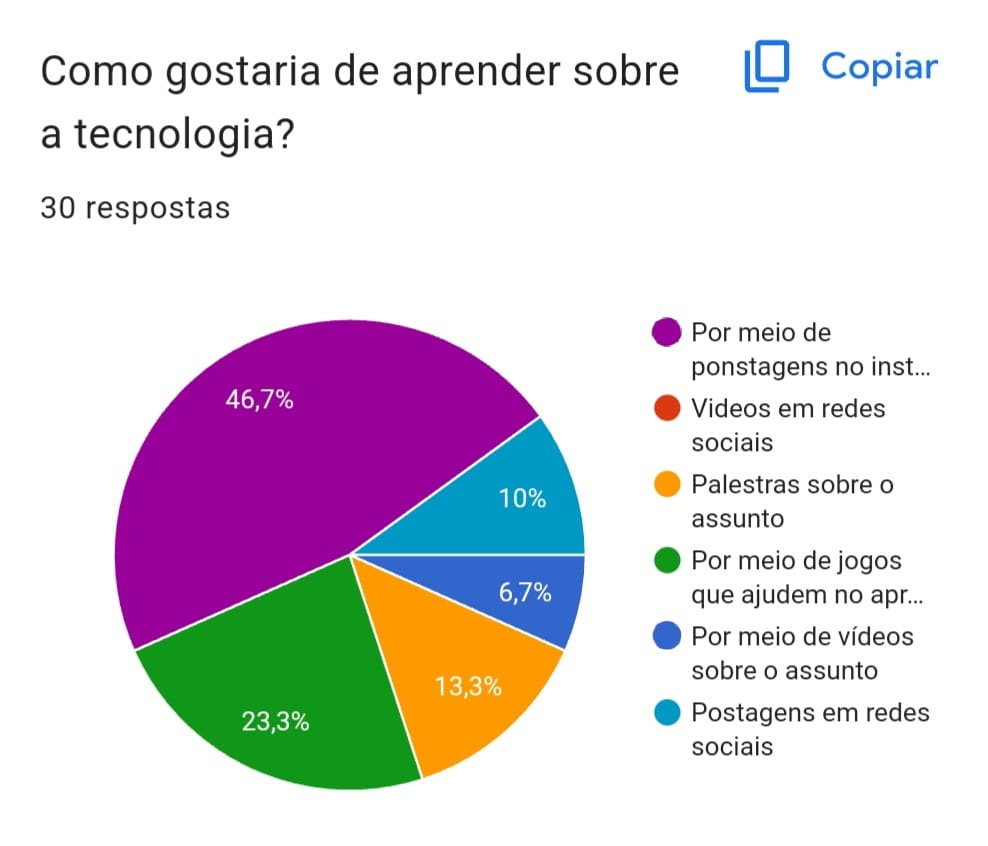 Como gostaria de aprender sobre
a tecnologia?
Copiar
30 respostas
46,7%
10%
6,7%
13,3%
23,3%
Por meio de
ponstagens no inst...
Videos em redes
sociais
Palestras sobre o
assunto
Por meio de jogos
que ajudem no apr...
Por meio de vídeos
sobre o assunto
Postagens em redes
sociais